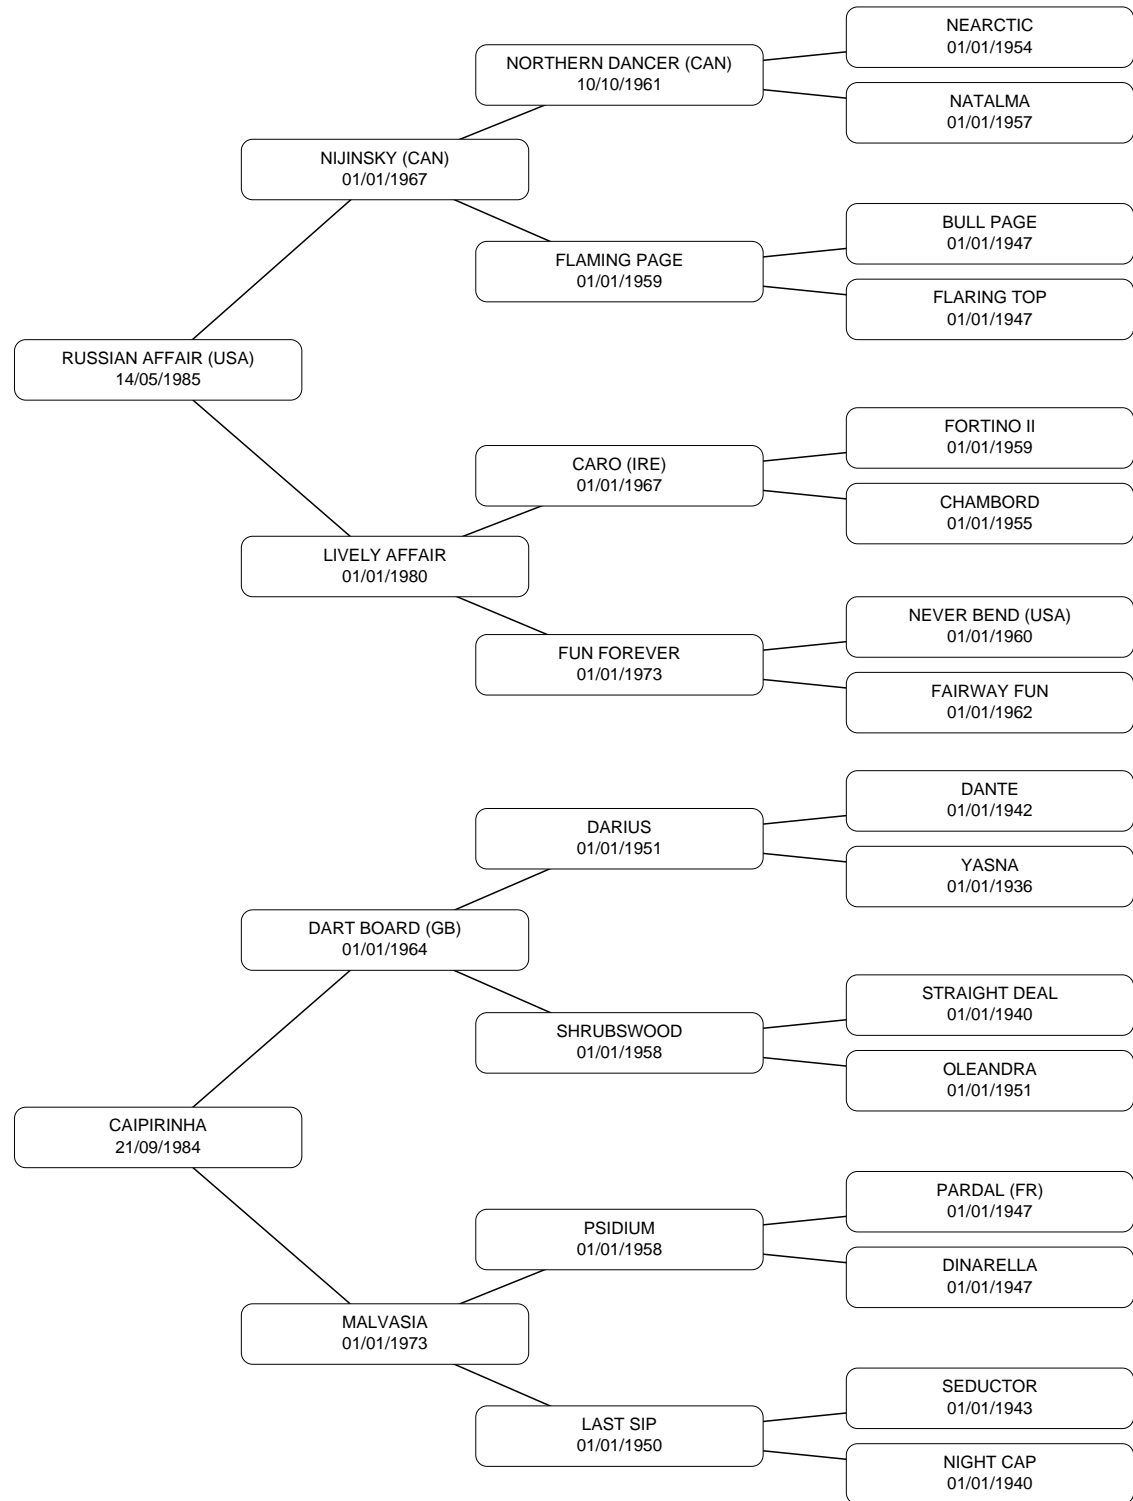 NEARCTIC
01/01/1954
NORTHERN DANCER (CAN)
10/10/1961
NATALMA
01/01/1957
NIJINSKY (CAN)
01/01/1967
BULL PAGE
01/01/1947
FLAMING PAGE
01/01/1959
FLARING TOP
01/01/1947
RUSSIAN AFFAIR (USA)
14/05/1985
FORTINO II
01/01/1959
CARO (IRE)
01/01/1967
CHAMBORD
01/01/1955
LIVELY AFFAIR
01/01/1980
NEVER BEND (USA)
01/01/1960
FUN FOREVER
01/01/1973
FAIRWAY FUN
01/01/1962
DANTE
01/01/1942
DARIUS
01/01/1951
YASNA
01/01/1936
DART BOARD (GB)
01/01/1964
STRAIGHT DEAL
01/01/1940
SHRUBSWOOD
01/01/1958
OLEANDRA
01/01/1951
CAIPIRINHA
21/09/1984
PARDAL (FR)
01/01/1947
PSIDIUM
01/01/1958
DINARELLA
01/01/1947
MALVASIA
01/01/1973
SEDUCTOR
01/01/1943
LAST SIP
01/01/1950
NIGHT CAP
01/01/1940